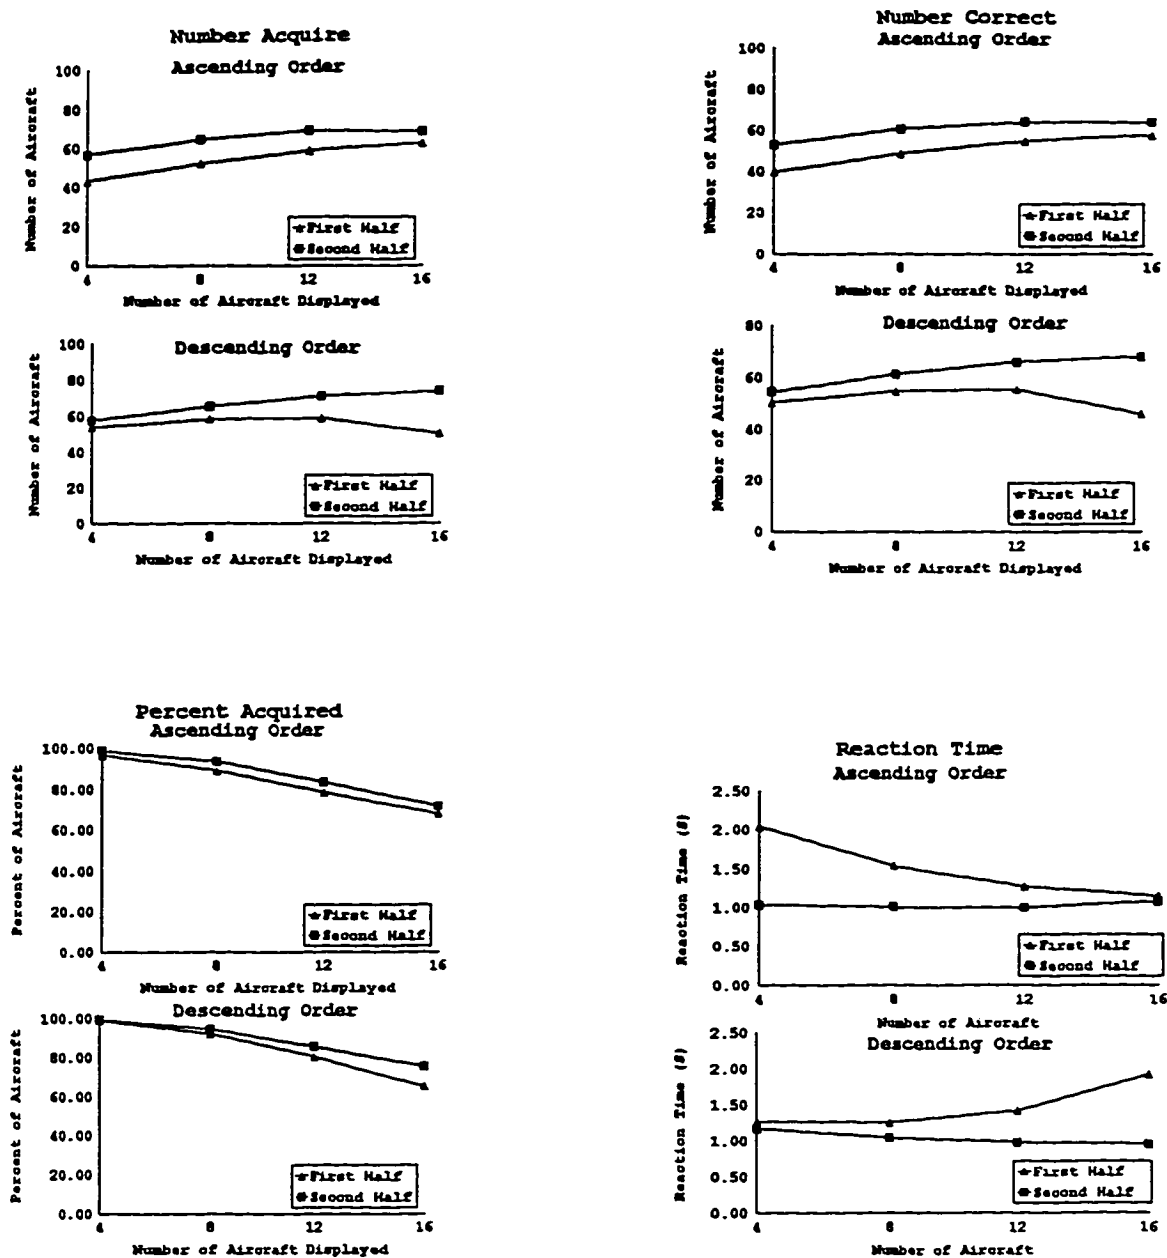 Number Acquire
Ascending Order
100
80
60
40
20
0
Number of Aircraft
First Half
Second Half
4 8 12 16
Number of Aircraft Displayed
Descending Order
100
80
60
40
20
0
Number of Aircraft
First Half
Second Half
4 8 12 16
Number of Aircraft Displayed
Number Correct
Ascending Order
100
80
60
40
20
0
Number of Aircraft
First Half
Second Half
4 8 12 16
Number of Aircraft Displayed
Descending Order
80
60
40
20
0
Number of Aircraft
First Half
Second Half
4 8 12 16
Number of Aircraft Displayed
Percent Acquired
Ascending Order
100.00
80.00
60.00
40.00
20.00
0.00
Percent of Aircraft
First Half
Second Half
4 8 12 16
Number of Aircraft Displayed
Descending Order
100.00
80.00
60.00
40.00
20.00
0.00
Percent of Aircraft
First Half
Second Half
4 8 12 16
Number of Aircraft Displayed
Reaction Time
Ascending Order
2.50
2.00
1.50
1.00
0.50
0.00
Reaction Time (S)
First Half
Second Half
4 8 12 16
Number of Aircraft
Descending Order
2.50
2.00
1.50
1.00
0.50
0.00
Reaction Time (S)
First Half
Second Half
4 8 12 16
Number of Aircraft